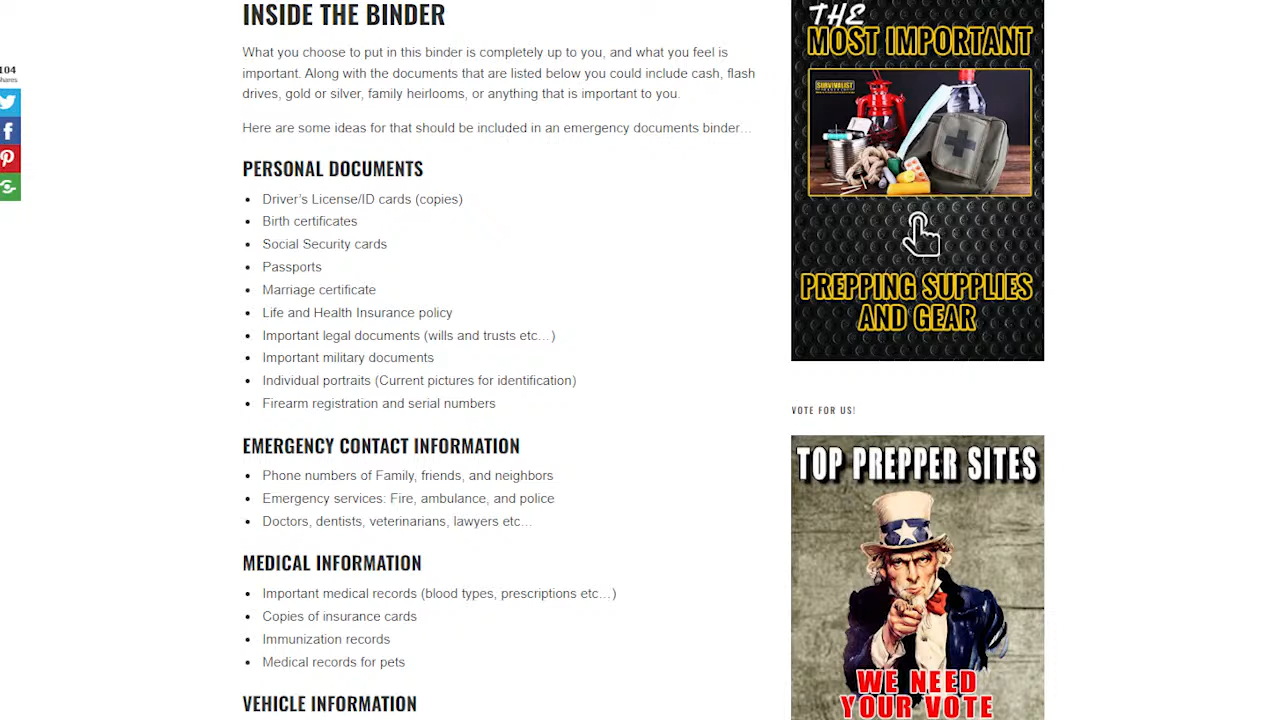 INSIDE THE BINDER
What you choose to put in this binder is completely up to you, and what you feel is
important. Along with the documents that are listed below you could include cash, flash
drives, gold or silver, family heirlooms, or anything that is important to you.
Here are some ideas for that should be included in an emergency documents binder…
PERSONAL DOCUMENTS
Driver's License/ID cards (copies)
Birth certificates
Social Security cards
Passports
Marriage certificate
Life and Health Insurance policy
Important legal documents (wills and trusts etc…)
Important military documents
Individual portraits (Current pictures for identification)
Firearm registration and serial numbers
EMERGENCY CONTACT INFORMATION
Phone numbers of Family, friends, and neighbors
Emergency services: Fire, ambulance, and police
Doctors, dentists, veterinarians, lawyers etc…
MEDICAL INFORMATION
Important medical records (blood types, prescriptions etc…)
Copies of insurance cards
Immunization records
Medical records for pets
VEHICLE INFORMATION
104
Shares
THE
MOST IMPORTANT
SURVIVALIST
PREPPING SUPPLIES
AND GEAR
VOTE FOR US!
TOP PREPPER SITES
WE NEED
YOUR VOTE